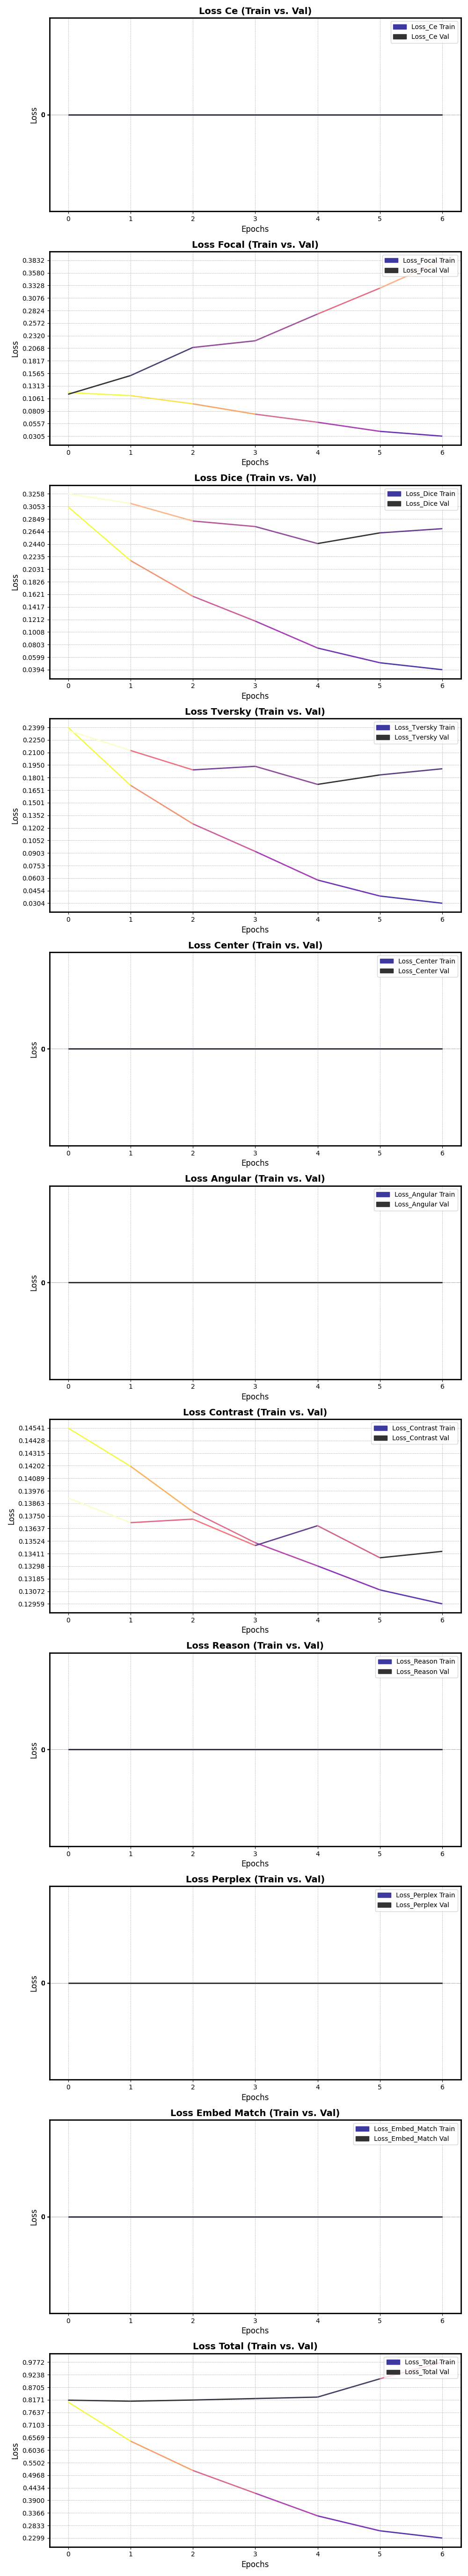 Loss Ce (Train vs. Val)
Loss_Ce Train
Loss_Ce Val
Loss
0
0 1 2 3 4 5 6
Epochs
Loss Focal (Train vs. Val)
Loss_Focal Train
Loss_Focal Val
Loss
0.3832
0.3580
0.3328
0.3076
0.2824
0.2572
0.2320
0.2068
0.1817
0.1565
0.1313
0.1061
0.0809
0.0557
0.0305
0 1 2 3 4 5 6
Epochs
Loss Dice (Train vs. Val)
Loss_Dice Train
Loss_Dice Val
Loss
0.3258
0.3053
0.2849
0.2644
0.2440
0.2235
0.2031
0.1826
0.1621
0.1417
0.1212
0.1008
0.0803
0.0599
0.0394
0 1 2 3 4 5 6
Epochs
Loss Tversky (Train vs. Val)
Loss_Tversky Train
Loss_Tversky Val
Loss
0.2399
0.2250
0.2100
0.1950
0.1801
0.1651
0.1501
0.1352
0.1202
0.1052
0.0903
0.0753
0.0603
0.0454
0.0304
0 1 2 3 4 5 6
Epochs
Loss Center (Train vs. Val)
Loss_Center Train
Loss_Center Val
Loss
0
0 1 2 3 4 5 6
Epochs
Loss Angular (Train vs. Val)
Loss_Angular Train
Loss_Angular Val
Loss
0
0 1 2 3 4 5 6
Epochs
Loss Contrast (Train vs. Val)
Loss_Contrast Train
Loss_Contrast Val
Loss
0.14541
0.14428
0.14315
0.14202
0.14089
0.13976
0.13863
0.13750
0.13637
0.13524
0.13411
0.13298
0.13185
0.13072
0.12959
0 1 2 3 4 5 6
Epochs
Loss Reason (Train vs. Val)
Loss_Reason Train
Loss_Reason Val
Loss
0
0 1 2 3 4 5 6
Epochs
Loss Perplex (Train vs. Val)
Loss_Perplex Train
Loss_Perplex Val
Loss
0
0 1 2 3 4 5 6
Epochs
Loss Embed Match (Train vs. Val)
Loss_Embed_Match Train
Loss_Embed_Match Val
Loss
0
0 1 2 3 4 5 6
Epochs
Loss Total (Train vs. Val)
Loss_Total Train
Loss_Total Val
Loss
0.9772
0.9238
0.8705
0.8171
0.7637
0.7103
0.6569
0.6036
0.5502
0.4968
0.4434
0.3900
0.3366
0.2833
0.2299
0 1 2 3 4 5 6
Epochs